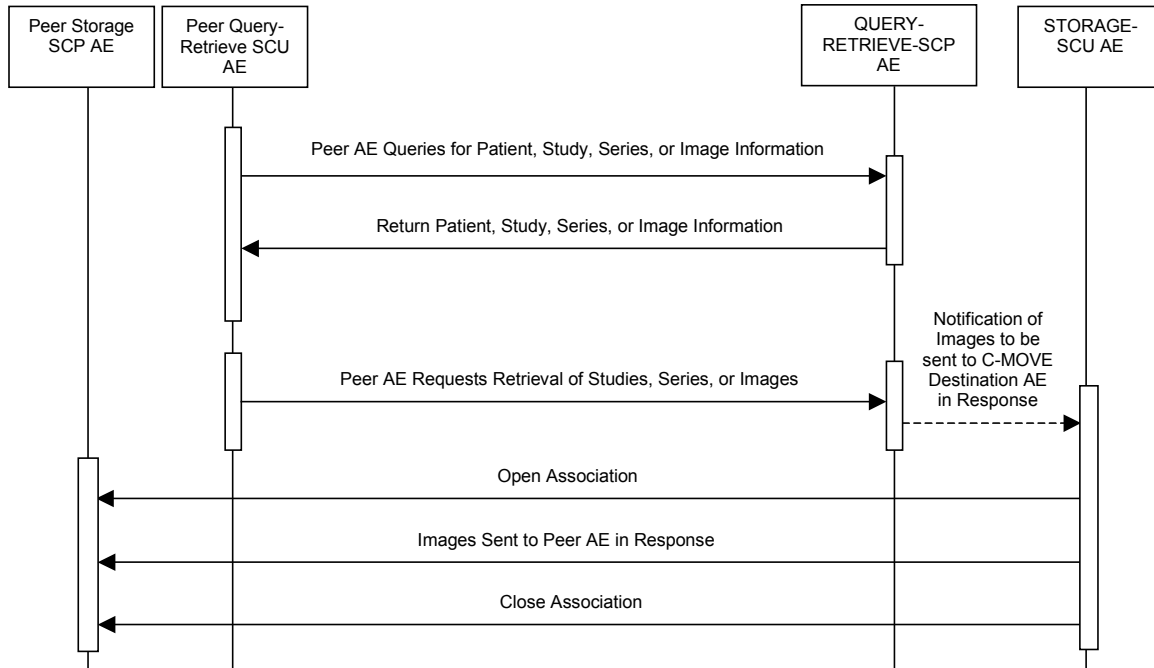 Peer Storage
SCP AE
Peer Query-
Retrieve SCU
AE
QUERY-
RETRIEVE-SCP
AE
STORAGE-
SCU AE
Peer AE Queries for Patient, Study, Series, or Image Information
Return Patient, Study, Series, or Image Information
Notification of
Images to be
sent to C-MOVE
Destination AE
in Response
Peer AE Requests Retrieval of Studies, Series, or Images
Open Association
Images Sent to Peer AE in Response
Close Association